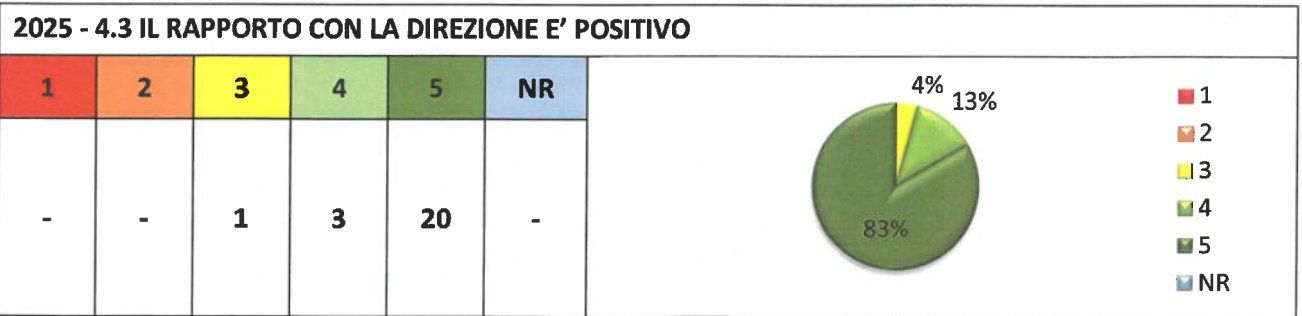 2025 - 4.3 IL RAPPORTO CON LA DIREZIONE E’ POSITIVO
1 2 3 4 5 NR
- - 1 3 20 -
4%
13%
83%
1
2
3
4
5
NR